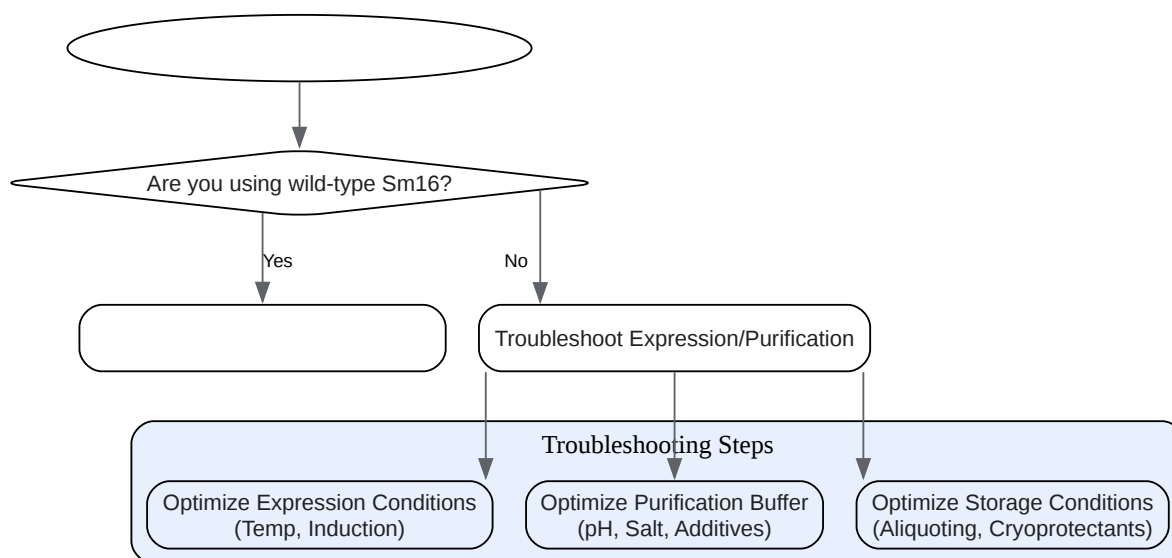 Are you using wild-type Sm16?
Yes
No
Troubleshoot Expression/Purification
Troubleshooting Steps
Optimize Expression Conditions
(Temp, Induction)
Optimize Purification Buffer
(pH, Salt, Additives)
Optimize Storage Conditions
(Aliquoting, Cryoprotectants)